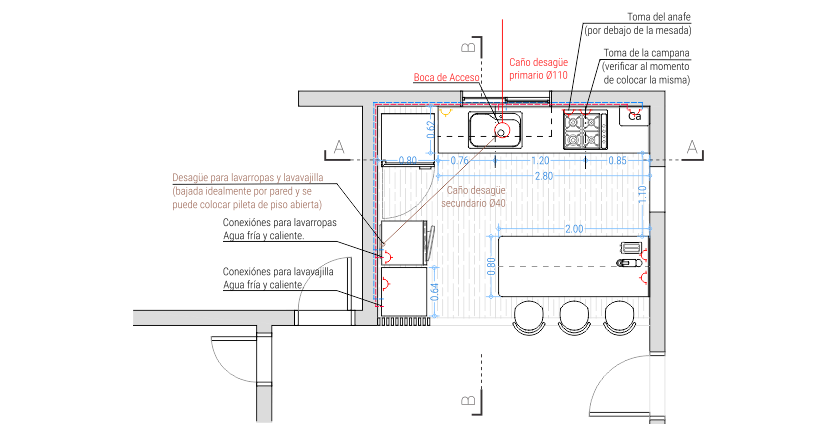 Toma del anafe
(por debajo de la mesada)
B
Toma de la campana
(verificar al momento
de colocar la misma)
Caño desagüe
primario Ø110
Boca de Acceso
Ca
0.62
A
A
0.80
0.76
1.20
0.85
2.80
Desagüe para lavarropas y lavavajilla
(bajada idealmente por pared y se
puede colocar pileta de piso abierta)
Caño desagüe
secundario Ø40
1.10
Conexiónes para lavarropas
Agua fría y caliente.
2.00
0.80
Conexiónes para lavavajilla
Agua fría y caliente.
0.64
B